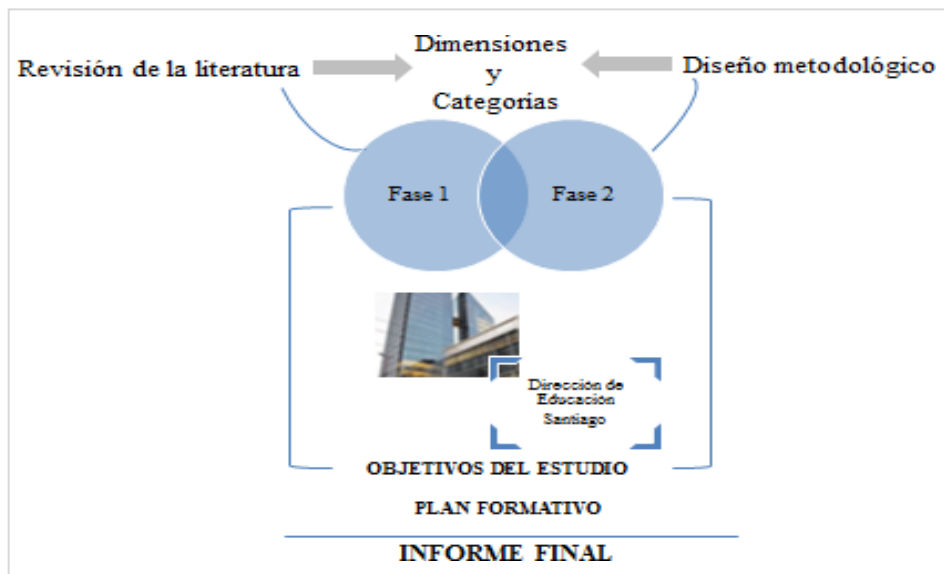 Dimensiones
y
Categorías
Revisión de la literatura
Diseño metodológico
Fase 1
Fase 2
Dirección de
Educación
Santiago
OBJETIVOS DEL ESTUDIO
PLAN FORMATIVO
INFORME FINAL